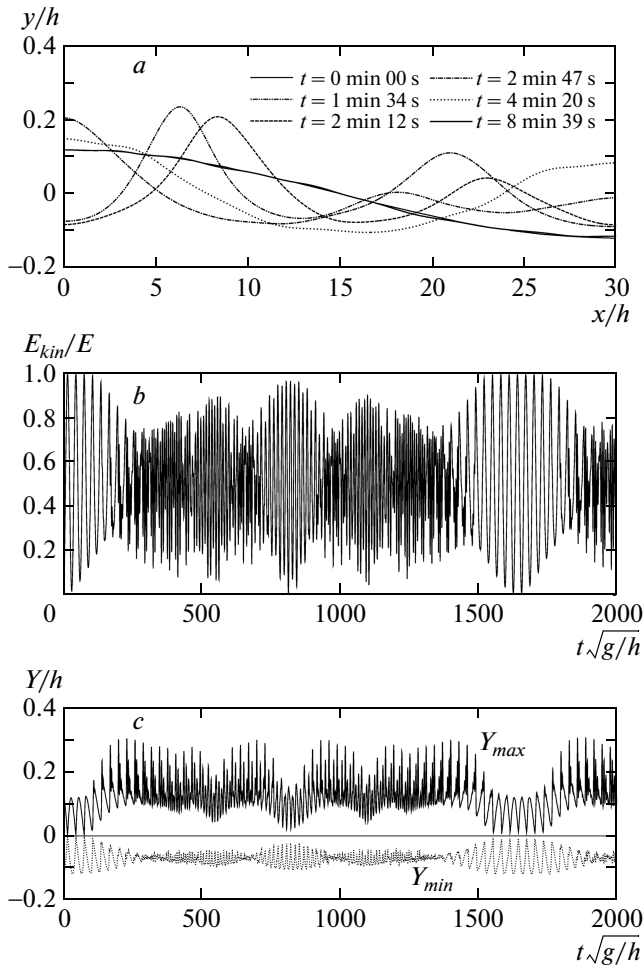 y/h
0.4
a
t = 0 min 00 s
t = 2 min 47 s
t = 1 min 34 s
t = 4 min 20 s
t = 2 min 12 s
t = 8 min 39 s
0.2
0
−0.2
0 5 10 15 20 25 30
x/h
E_kin/E
b
1.0
0.8
0.6
0.4
0.2
0 500 1000 1500 2000
t√g/h
Y/h
0.4
c
Y_max
0.2
0
Y_min
−0.2
0 500 1000 1500 2000
t√g/h